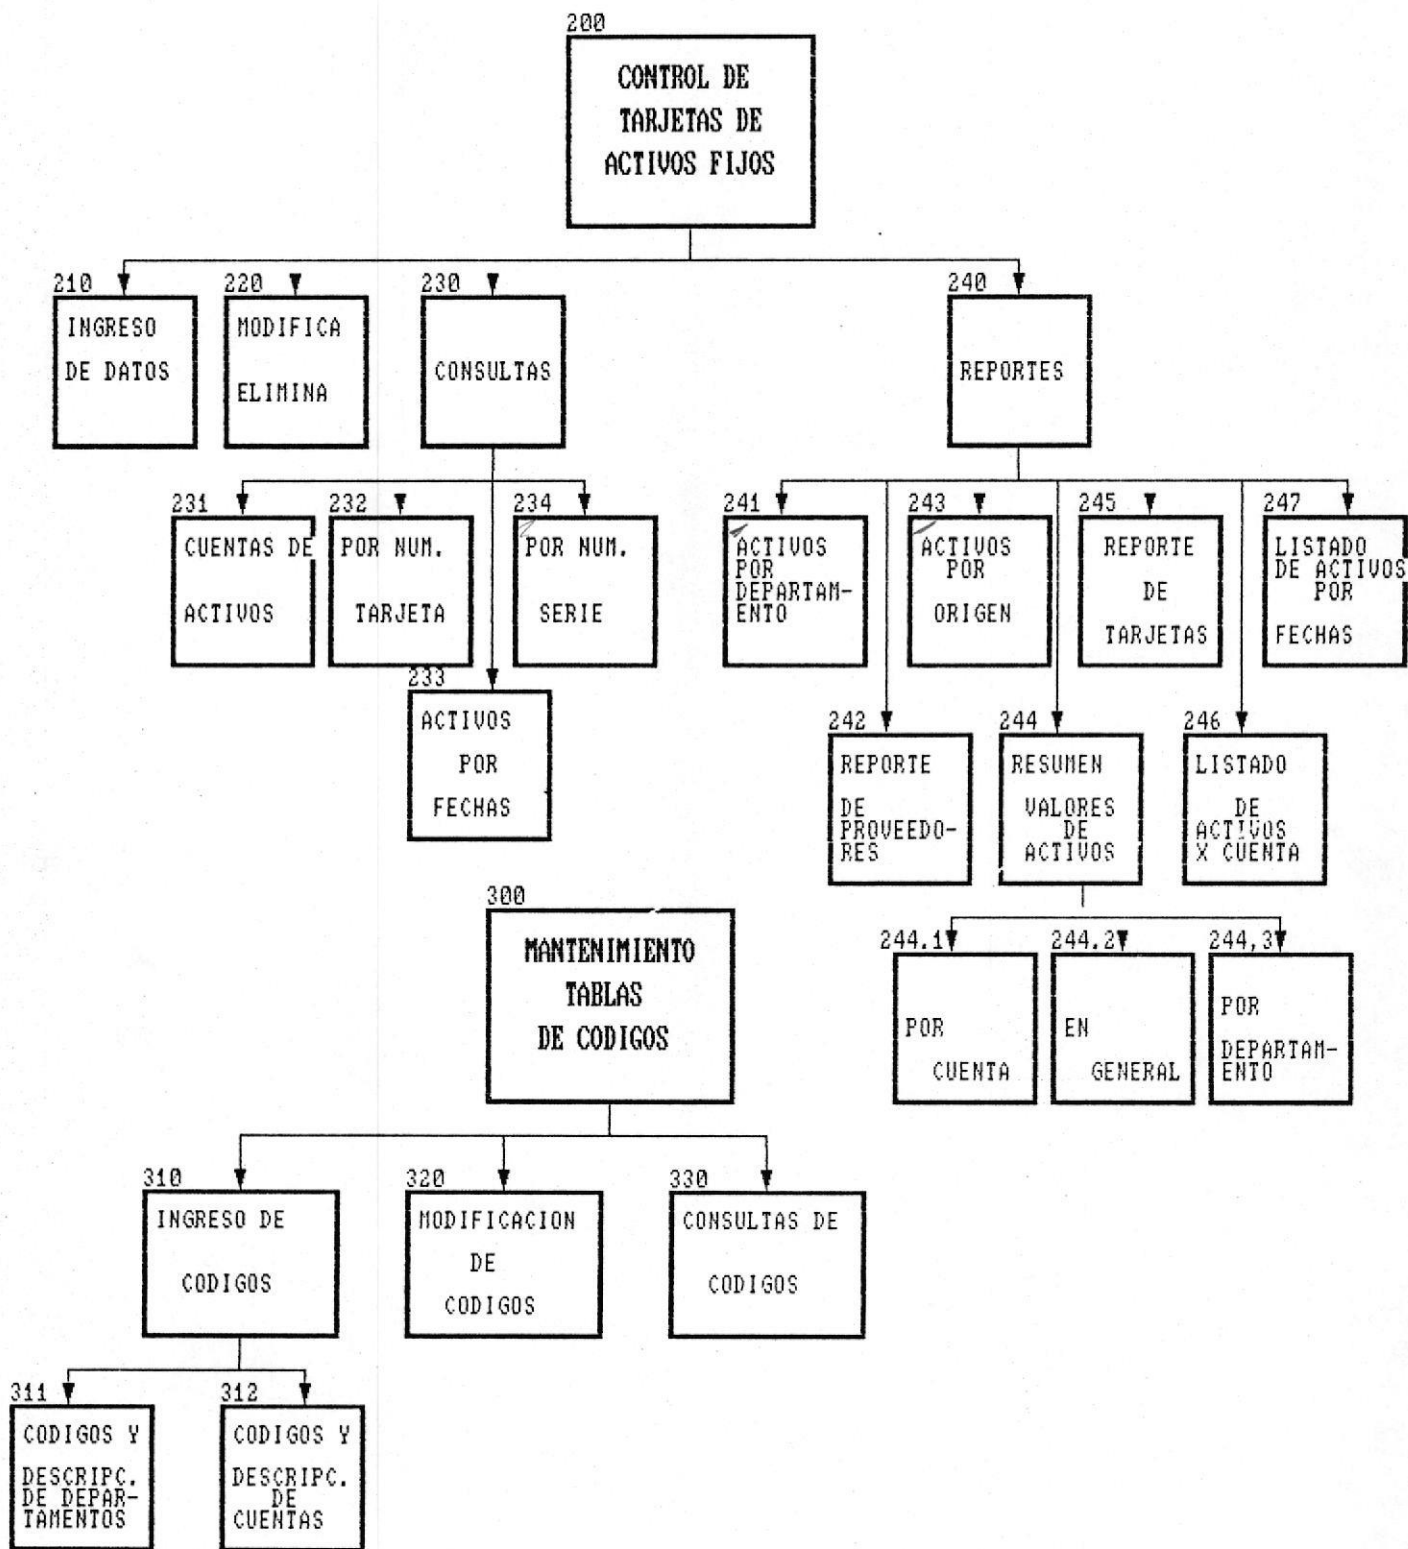 200
CONTROL DE
TARJETAS DE
ACTIVOS FIJOS
210
INGRESO
DE DATOS
220
MODIFICA
ELIMINA
230
CONSULTAS
240
REPORTES
231
CUENTAS DE
ACTIVOS
232
POR NUM.
TARJETA
234
POR NUM.
SERIE
233
ACTIVOS
POR
FECHAS
241
ACTIVOS
POR
DEPARTAM-
ENTO
243
ACTIVOS
POR
ORIGEN
245
REPORTE
DE
TARJETAS
247
LISTADO
DE ACTIVOS
POR
FECHAS
242
REPORTE
DE
PROVEEDO-
RES
244
RESUMEN
VALORES
DE
ACTIVOS
246
LISTADO
DE
ACTIVOS
X CUENTA
244.1
POR
CUENTA
244.2
EN
GENERAL
244,3
POR
DEPARTAM-
ENTO
300
MANTENIMIENTO
TABLAS
DE CODIGOS
310
INGRESO DE
CODIGOS
320
MODIFICACION
DE
CODIGOS
330
CONSULTAS DE
CODIGOS
311
CODIGOS Y
DESCRIPC.
DE DEPAR-
TAMENTOS
312
CODIGOS Y
DESCRIPC.
DE
CUENTAS